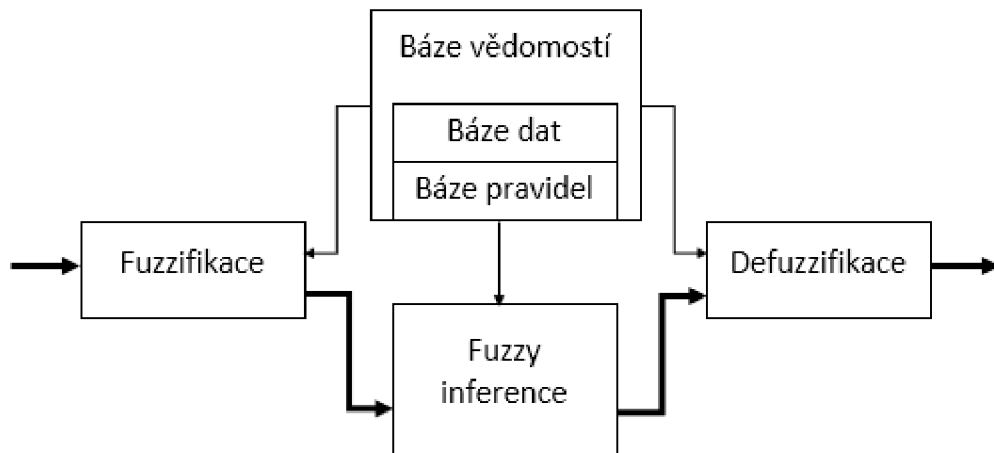 Báze vědomostí
Báze dat
Báze pravidel
Fuzzifikace
Defuzzifikace
Fuzzy
inference